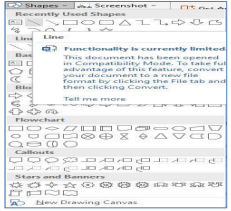 Shapes Screenshot
Recently Used Shapes
Line
Functionality is currently limited
This document has been opened
in Compatibility Mode. To take full
advantage of this feature, convert
your document to a new file
format by clicking the File tab and
then clicking Convert.
Tell me more
Flowchart
Callouts
Stars and Banners
New Drawing Canvas